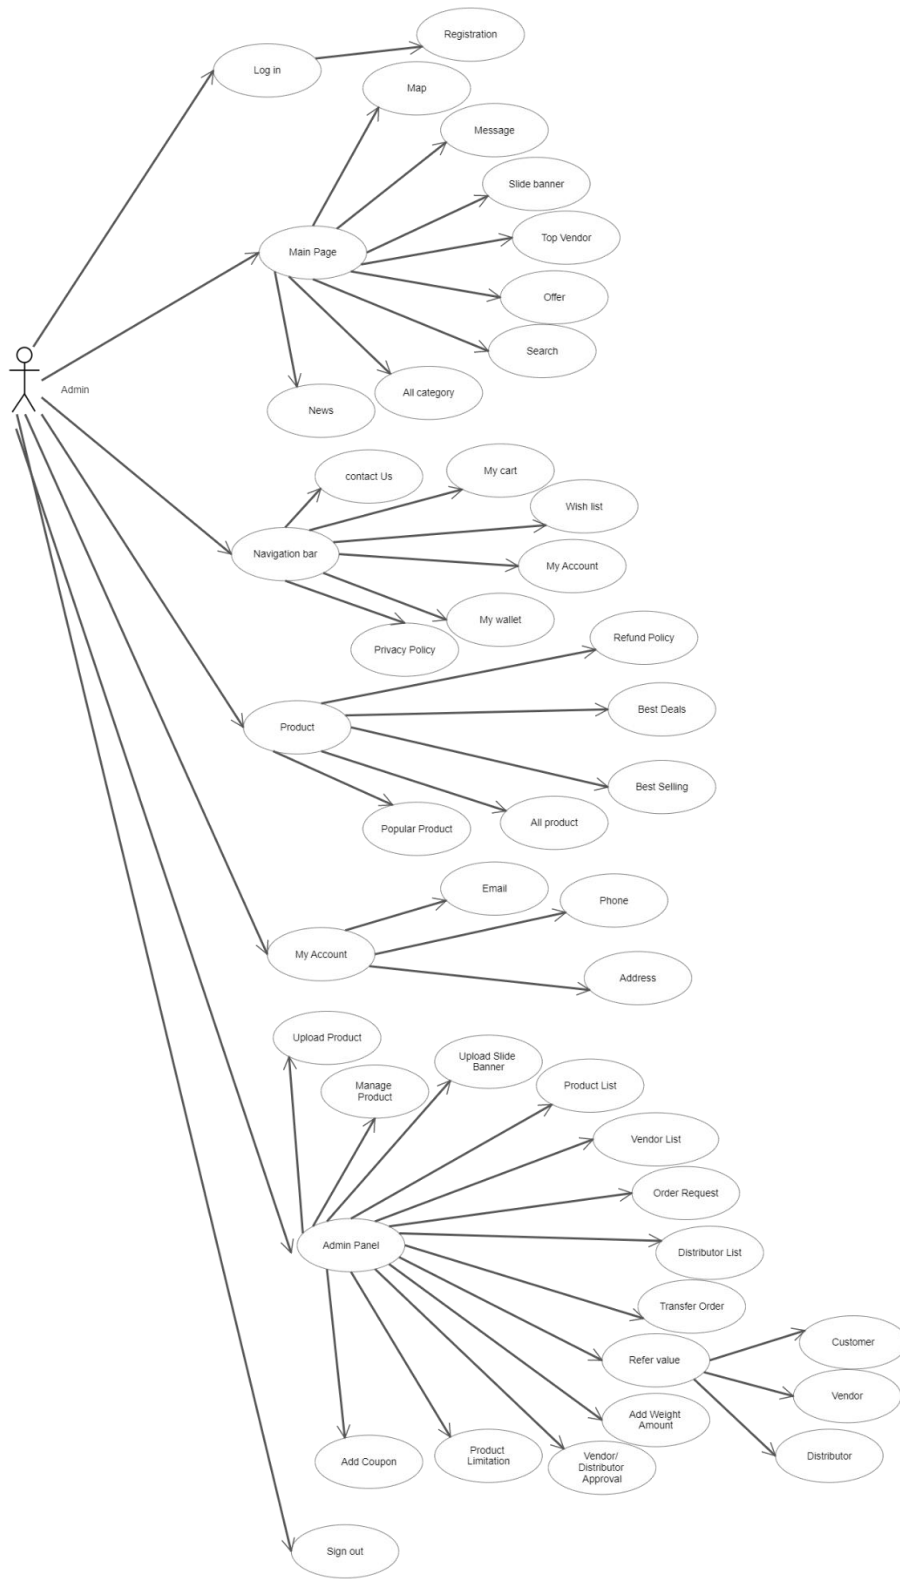 Registration
Log in
Map
Message
Slide banner
Top Vendor
Main Page
Offer
Search
Admin
All category
News
contact Us
My cart
Wish list
Navigation bar
My Account
My wallet
Privacy Policy
Refund Policy
Best Deals
Product
Best Selling
All product
Popular Product
Email
Phone
My Account
Address
Upload Product
Upload Slide
Banner
Manage
Product
Product List
Vendor List
Order Request
Admin Panel
Distributor List
Transfer Order
Customer
Refer value
Vendor
Add Weight
Amount
Distributor
Add Coupon
Product
Limitation
Vendor/
Distributor
Approval
Sign out